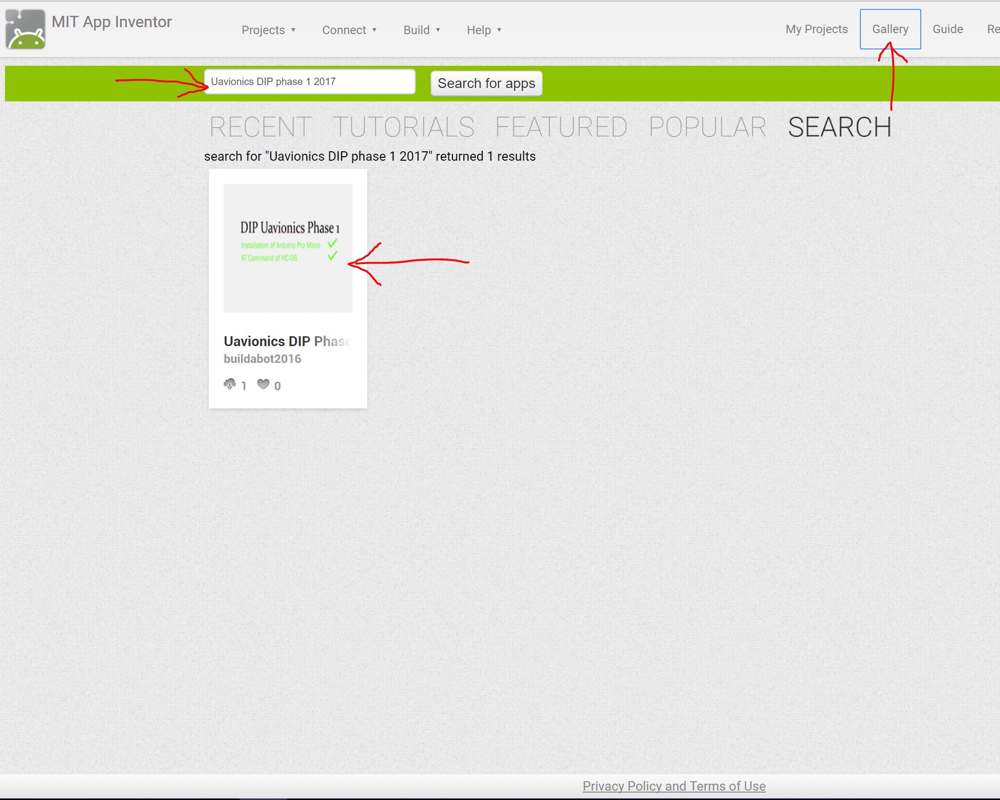 MIT App Inventor
Projects ▾ Connect ▾ Build ▾ Help ▾ My Projects Gallery Guide Re
Uavionics DIP phase 1 2017 Search for apps
RECENT TUTORIALS FEATURED POPULAR SEARCH
search for "Uavionics DIP phase 1 2017" returned 1 results
DIP Uavionics Phase 1
Installation of Arduino Pro Micro ✓
AT Command of HC-06 ✓
Uavionics DIP Phase
buildabot2016
1 0
Privacy Policy and Terms of Use